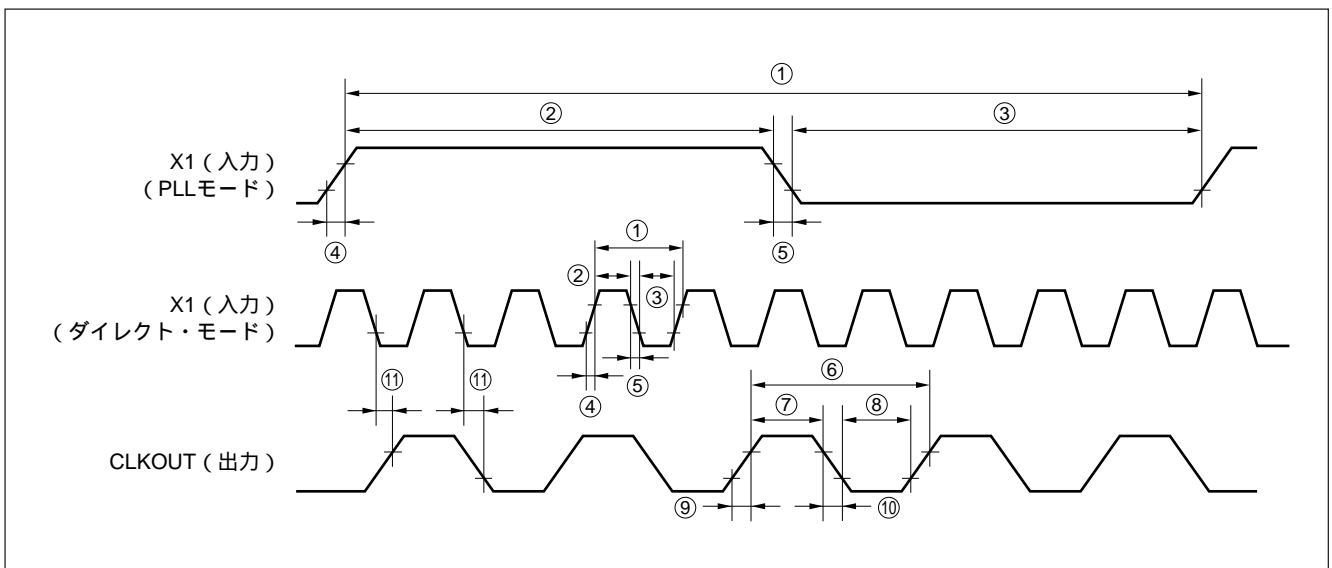 ①
② ③
X1（入力）
（PLLモード）
④ ① ⑤
② ③
X1（入力）
（ダイレクト・モード）
⑪ ⑪ ④ ⑤ ⑥
⑦ ⑧
CLKOUT（出力）
⑨ ⑩